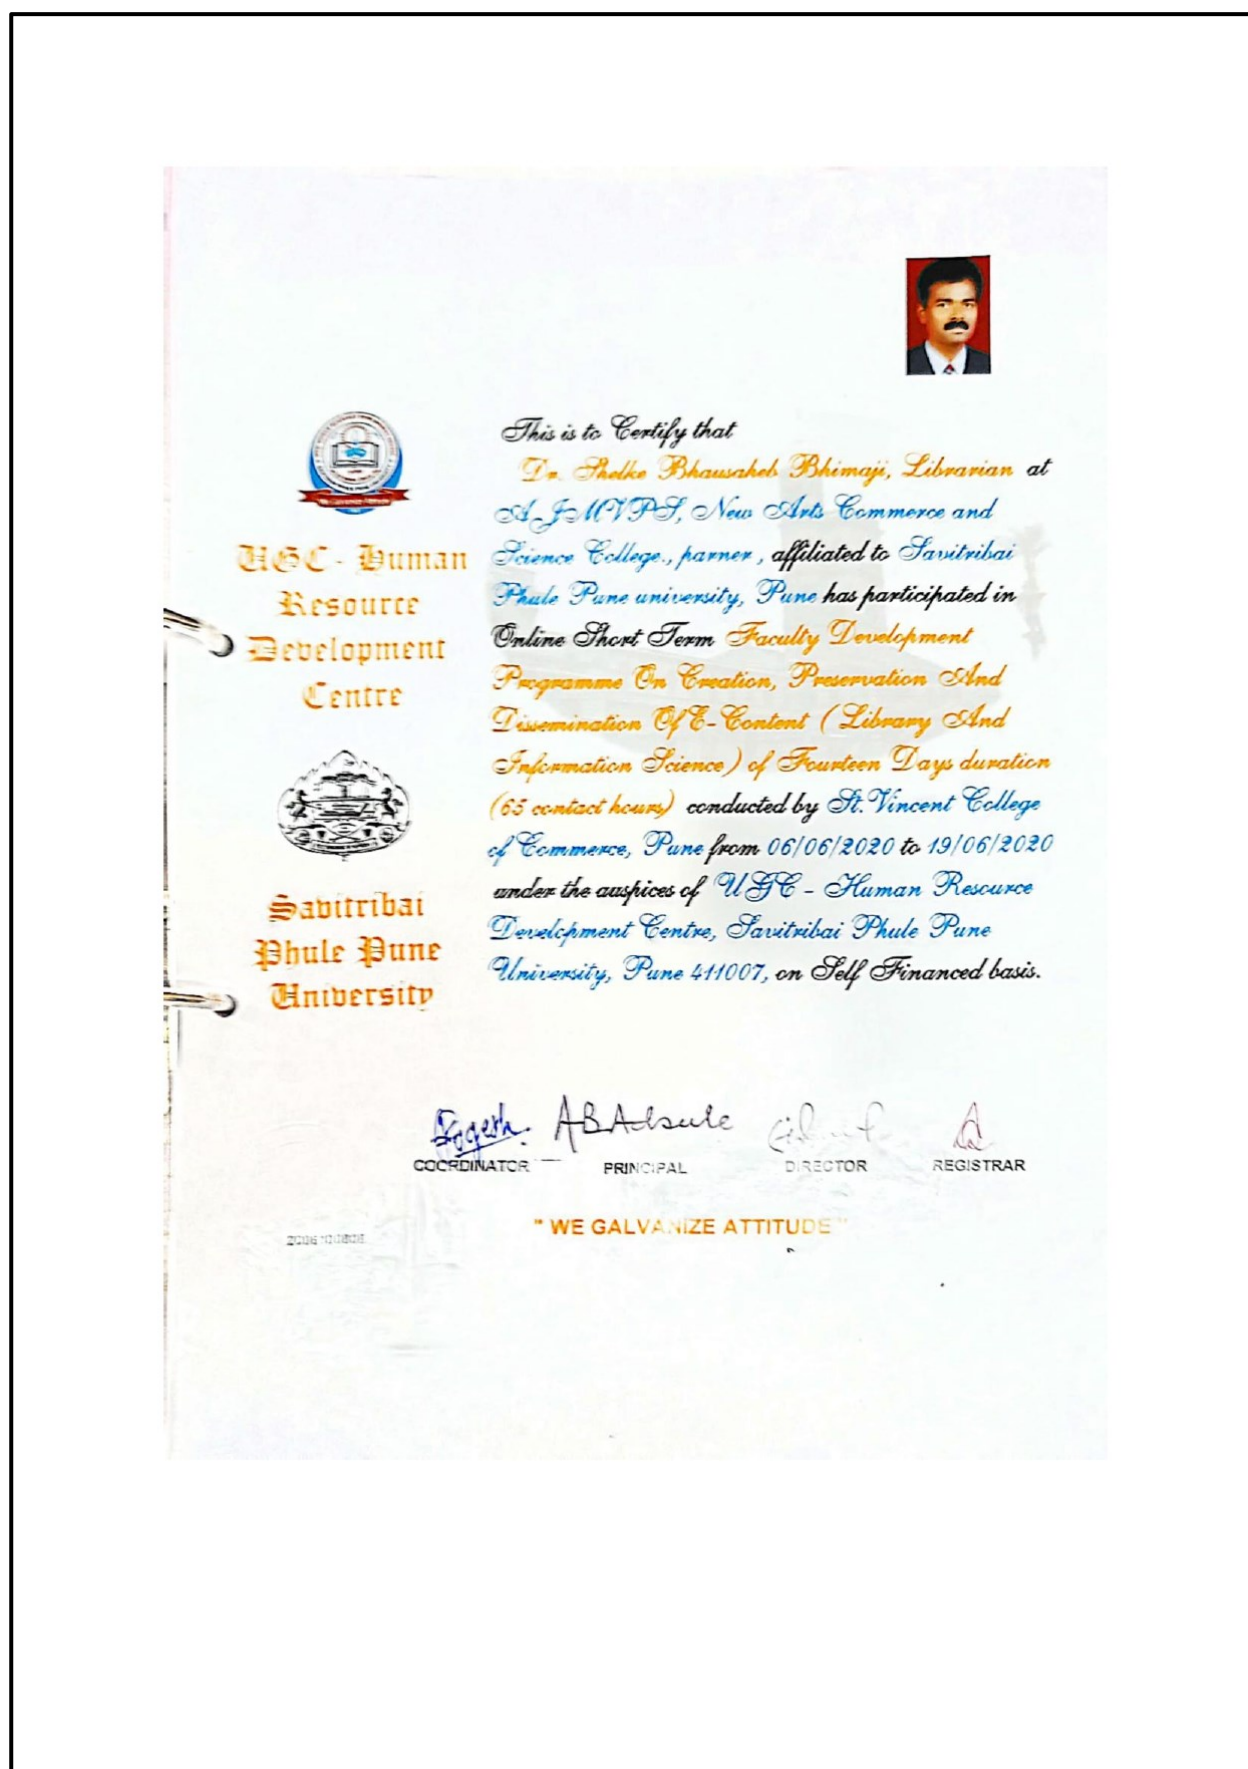 This is to Certify that
Dr. Shelke Bhausaheb Bhimaji, Librarian at
A J M V P S, New Arts Commerce and
Science College., parner , affiliated to Savitribai
Phule Pune university, Pune has participated in
Online Short Term Faculty Development
Programme On Creation, Preservation And
Dissemination Of E-Content ( Library And
Information Science ) of Fourteen Days duration
(65 contact hours) conducted by St. Vincent College
of Commerce, Pune from 06/06/2020 to 19/06/2020
under the auspices of UGC - Human Resource
Development Centre, Savitribai Phule Pune
University, Pune 411007, on Self Financed basis.
UGC - Human
Resource
Development
Centre
Savitribai
Phule Pune
University
COORDINATOR
PRINCIPAL
DIRECTOR
REGISTRAR
" WE GALVANIZE ATTITUDE "